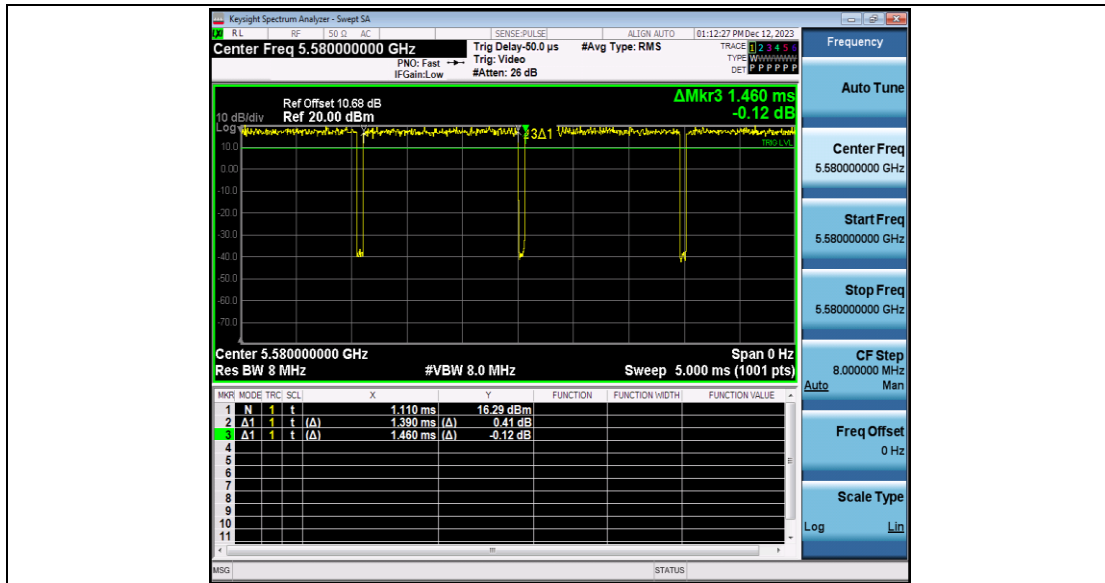 Keysight Spectrum Analyzer - Swept SA
RL RF 50 Ω AC SENSE:PULSE ALIGN AUTO 01:12:27 PM Dec 12, 2023
Center Freq 5.580000000 GHz
PNO: Fast
IFGain:Low
Trig Delay-50.0 µs
Trig: Video
#Atten: 26 dB
#Avg Type: RMS
TRACE 1 2 3 4 5 6
TYPE WWWWWW
DET P P P P P P
Frequency
Auto Tune
Center Freq
5.580000000 GHz
Start Freq
5.580000000 GHz
Stop Freq
5.580000000 GHz
CF Step
8.000000 MHz
Auto Man
Freq Offset
0 Hz
Scale Type
Log Lin
ΔMkr3 1.460 ms
-0.12 dB
Ref Offset 10.68 dB
10 dB/div Ref 20.00 dBm
Log
10.0
0.00
-10.0
-20.0
-30.0
-40.0
-50.0
-60.0
-70.0
3Δ1
TRIG LVL
Center 5.580000000 GHz Span 0 Hz
Res BW 8 MHz #VBW 8.0 MHz Sweep 5.000 ms (1001 pts)
MKR MODE TRC SCL X Y FUNCTION FUNCTION WIDTH FUNCTION VALUE
1 N 1 t 1.110 ms 16.29 dBm
2 Δ1 1 t (Δ) 1.390 ms (Δ) 0.41 dB
3 Δ1 1 t (Δ) 1.460 ms (Δ) -0.12 dB
4
5
6
7
8
9
10
11
MSG STATUS